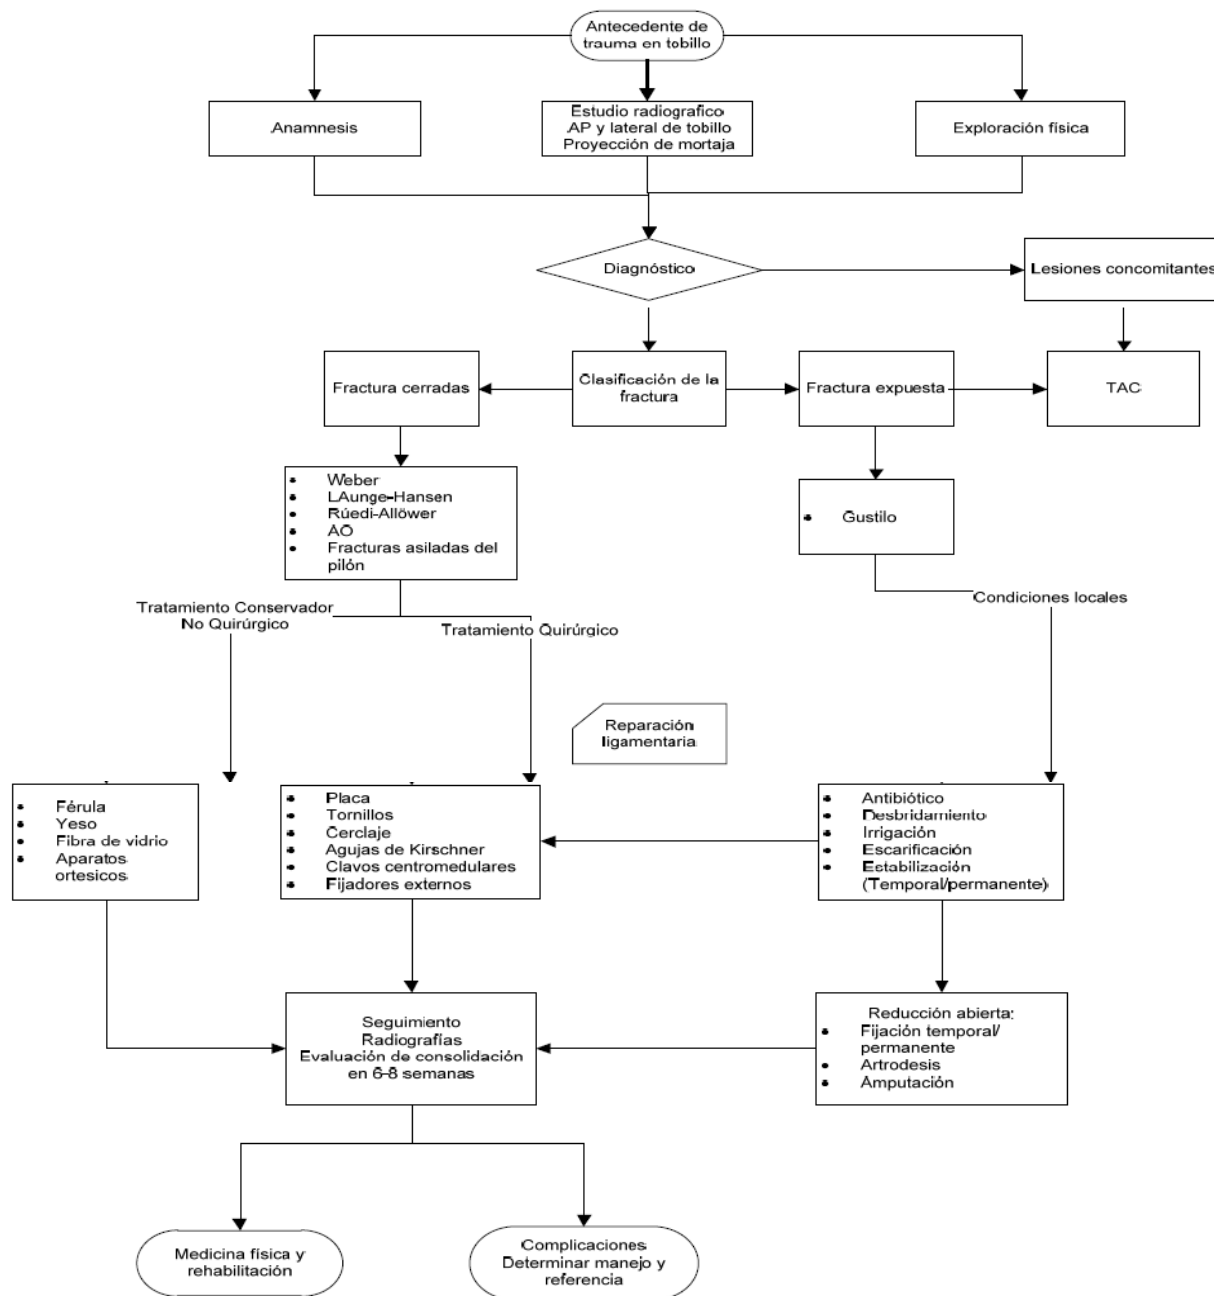 Antecedente de
trauma en tobillo
Anamnesis
Estudio radiografico
AP y lateral de tobillo
Proyección de mortaja
Exploración física
Diagnóstico
Lesiones concomitantes
Fractura cerradas
Clasificación de la
fractura
Fractura expuesta
TAC
• Weber
• LAunge-Hansen
• Rúedi-Allöwer
• AO
• Fracturas asiladas del
pilón
• Gustilo
Tratamiento Conservador
No Quirúrgico
Tratamiento Quirúrgico
Condiciones locales
Reparación
ligamentaria
• Férula
• Yeso
• Fibra de vidrio
• Aparatos
ortesicos
• Placa
• Tornillos
• Cerclaje
• Agujas de Kirschner
• Clavos centromedulares
• Fijadores externos
• Antibiótico
• Desbridamiento
• Irrigación
• Escarificación
• Estabilización
(Temporal/permanente)
Seguimiento
Radiografías
Evaluación de consolidación
en 6-8 semanas
Reducción abierta:
• Fijación temporal/
permanente
• Artrodesis
• Amputación
Medicina física y
rehabilitación
Complicaciones
Determinar manejo y
referencia